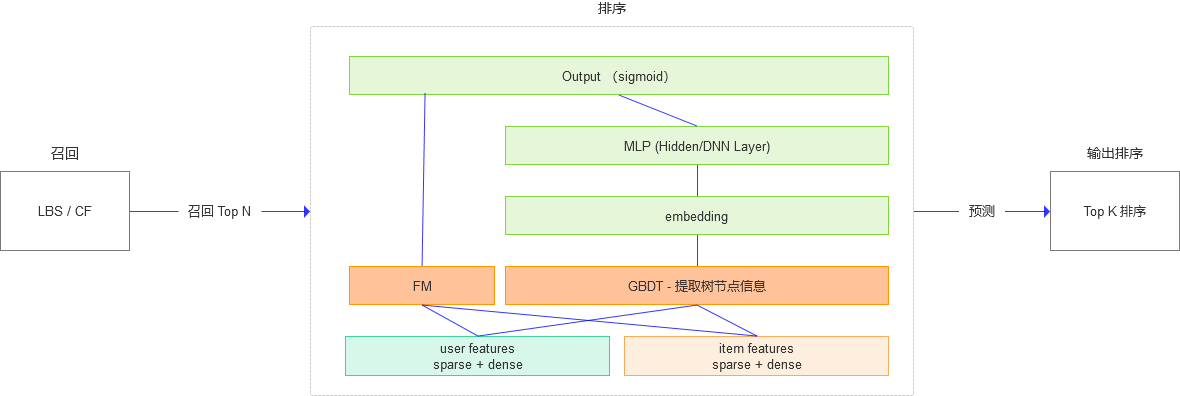 排序
Output （sigmoid）
MLP (Hidden/DNN Layer)
召回
输出排序
LBS / CF
召回 Top N
embedding
预测
Top K 排序
FM
GBDT - 提取树节点信息
user features
sparse + dense
item features
sparse + dense